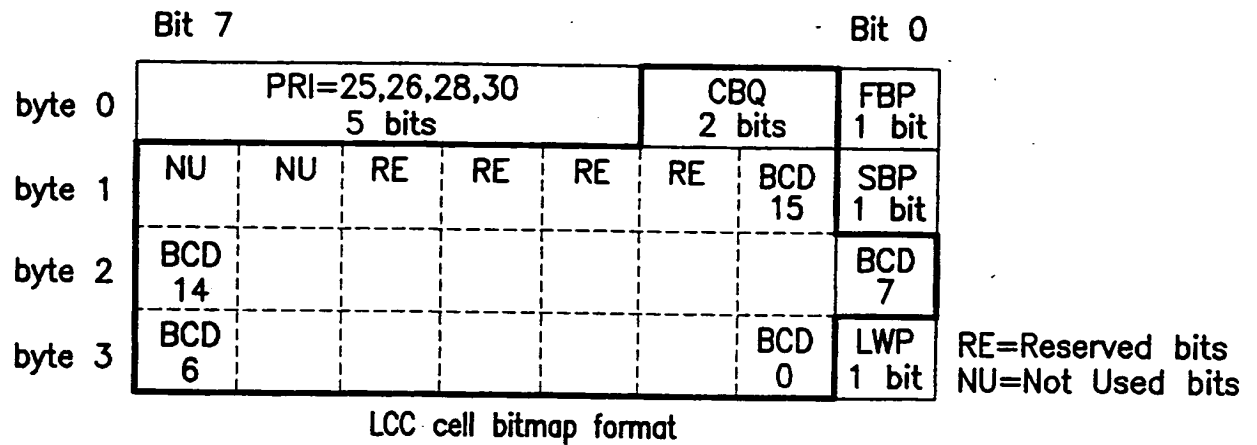 Bit 7 Bit 0
byte 0 PRI=25,26,28,30 CBQ FBP
5 bits 2 bits 1 bit
byte 1 NU NU RE RE RE RE BCD SBP
15 1 bit
byte 2 BCD BCD
14 7
byte 3 BCD BCD LWP RE=Reserved bits
6 0 1 bit NU=Not Used bits
LCC cell bitmap format